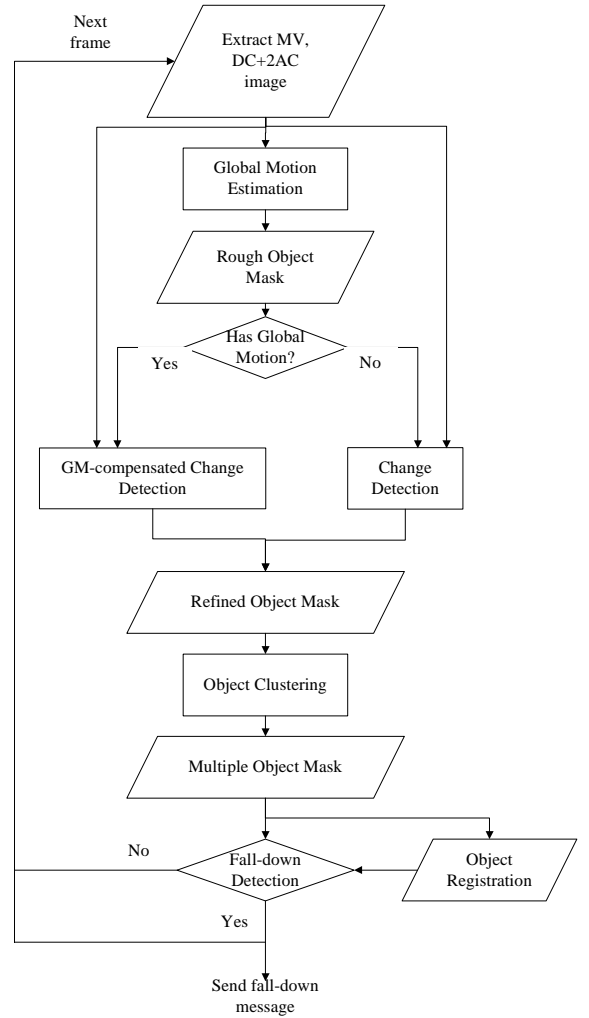 Next
frame
Extract MV,
DC+2AC
image
Global Motion
Estimation
Rough Object
Mask
Has Global
Motion?
Yes
No
GM-compensated Change
Detection
Change
Detection
Refined Object Mask
Object Clustering
Multiple Object Mask
No
Fall-down
Detection
Object
Registration
Yes
Send fall-down
message